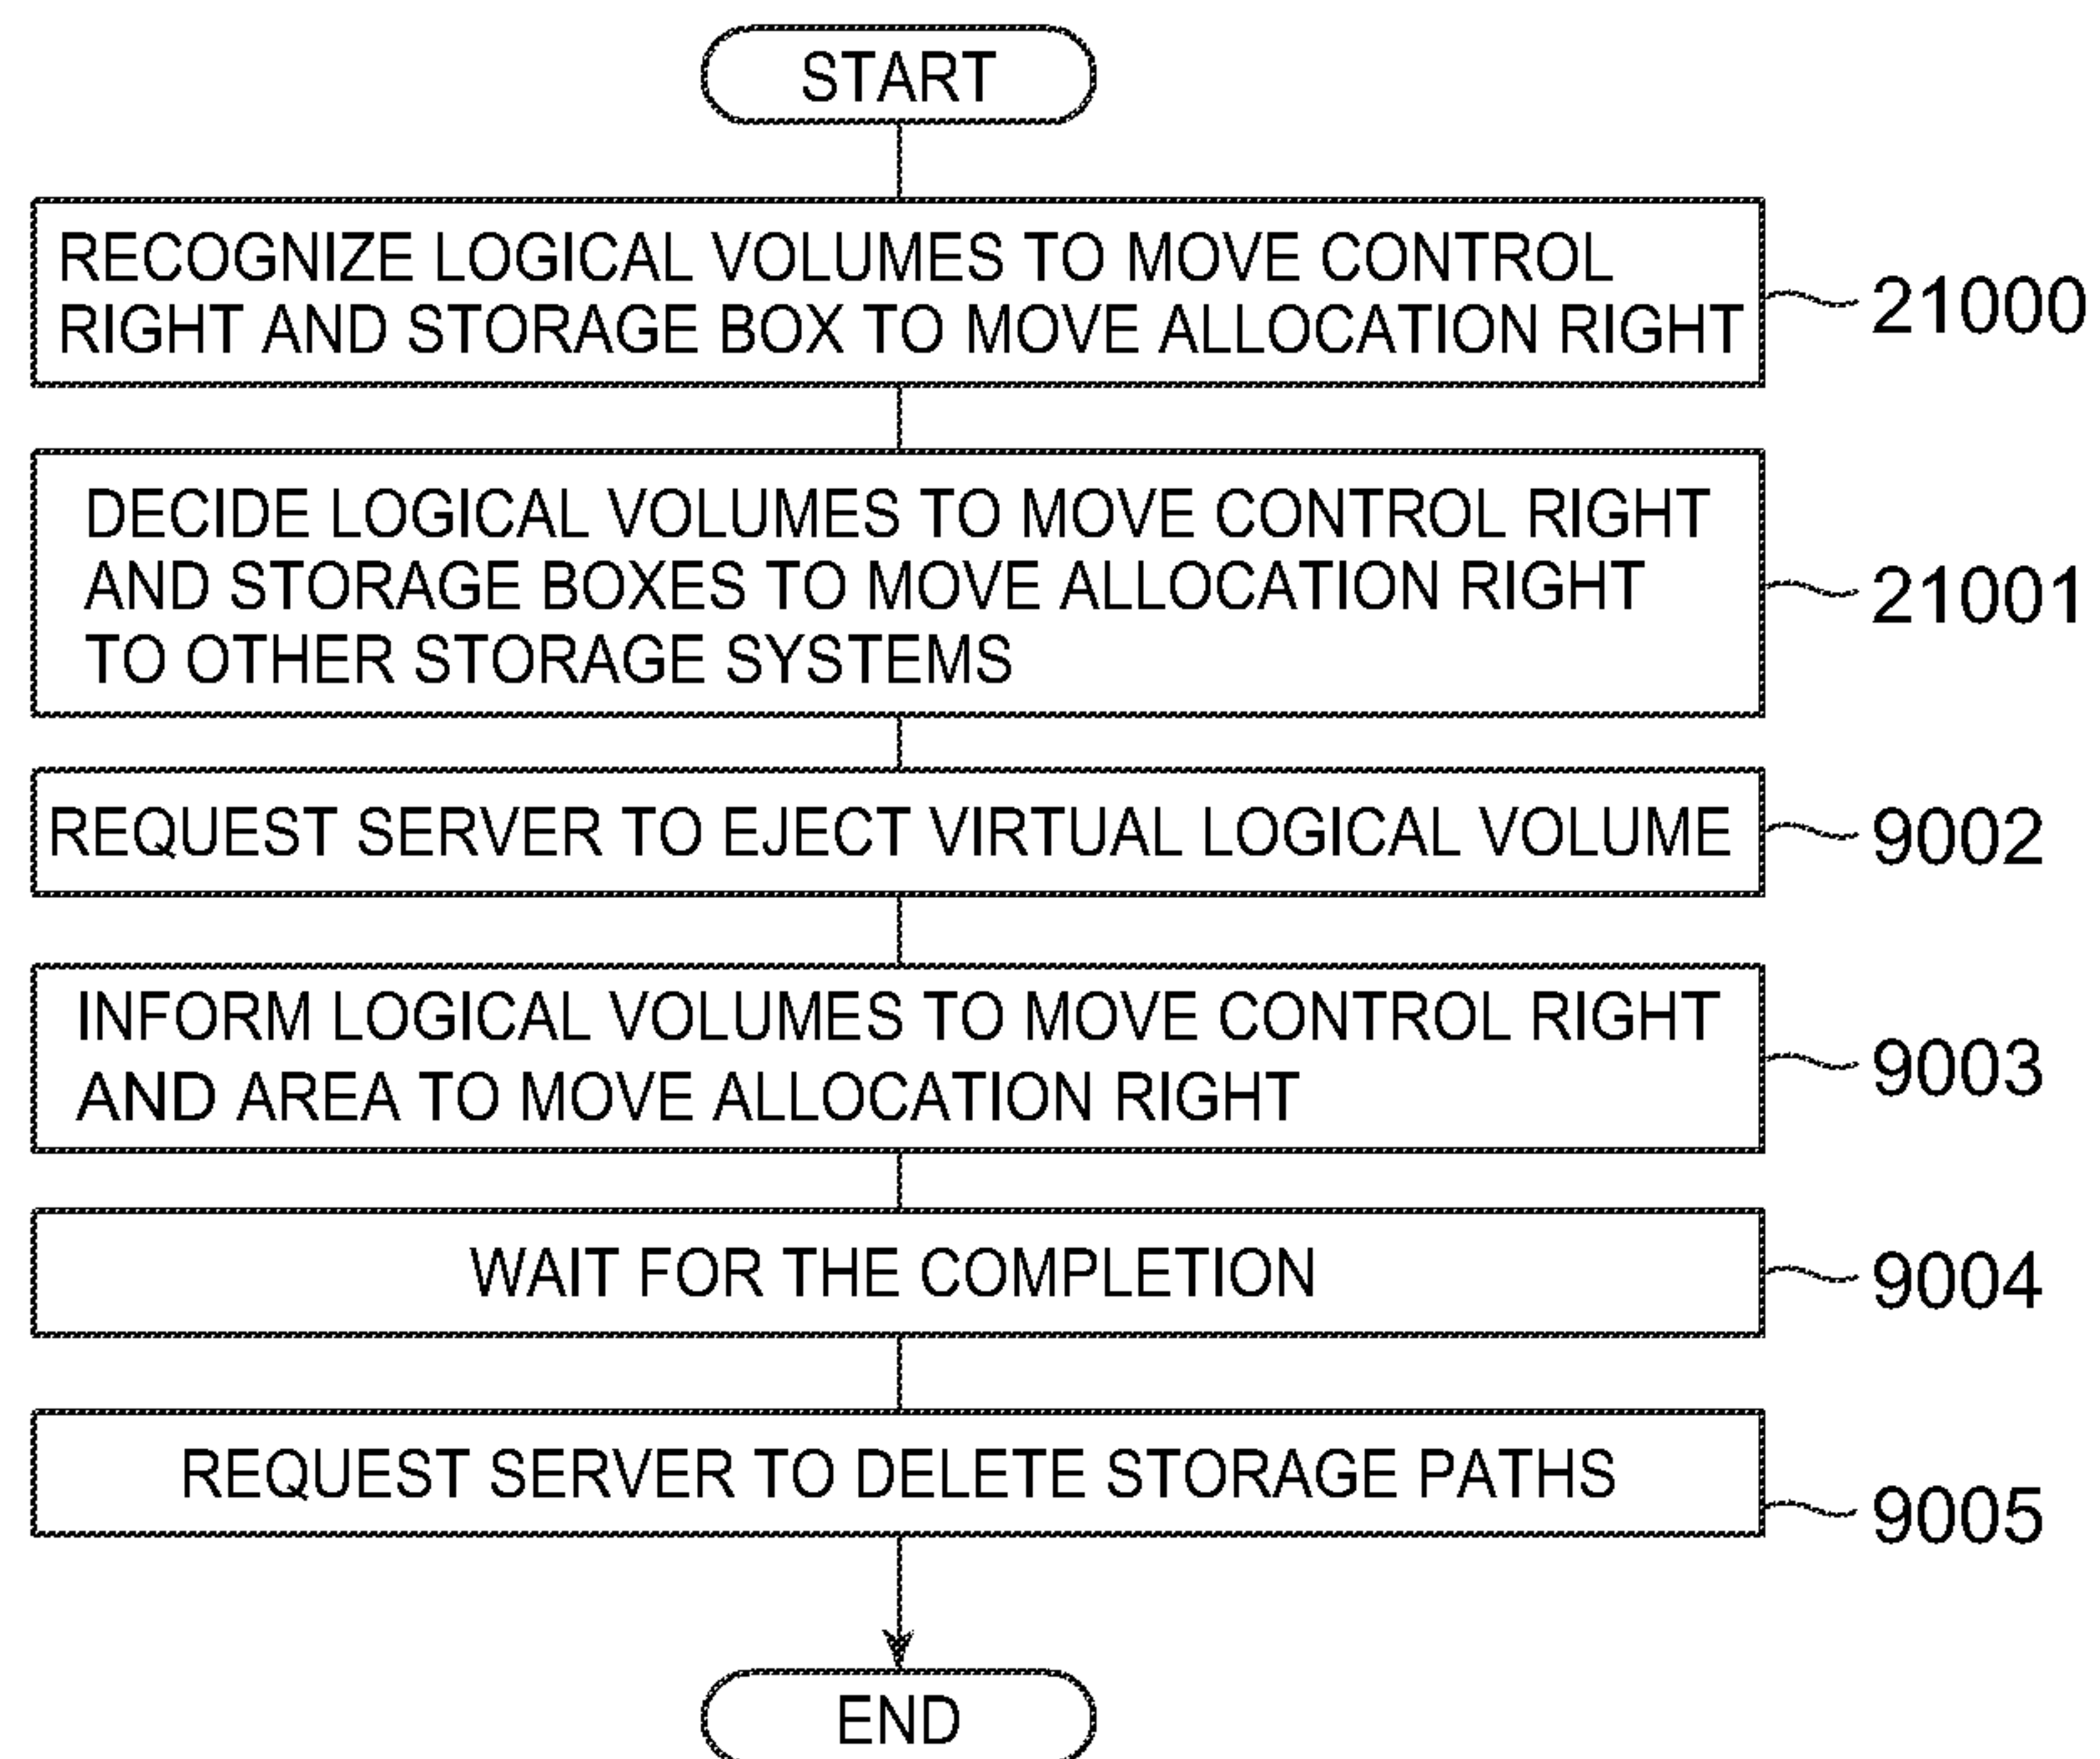 START
RECOGNIZE LOGICAL VOLUMES TO MOVE CONTROL
RIGHT AND STORAGE BOX TO MOVE ALLOCATION RIGHT
21000
DECIDE LOGICAL VOLUMES TO MOVE CONTROL RIGHT
AND STORAGE BOXES TO MOVE ALLOCATION RIGHT
TO OTHER STORAGE SYSTEMS
21001
REQUEST SERVER TO EJECT VIRTUAL LOGICAL VOLUME
9002
INFORM LOGICAL VOLUMES TO MOVE CONTROL RIGHT
AND AREA TO MOVE ALLOCATION RIGHT
9003
WAIT FOR THE COMPLETION
9004
REQUEST SERVER TO DELETE STORAGE PATHS
9005
END